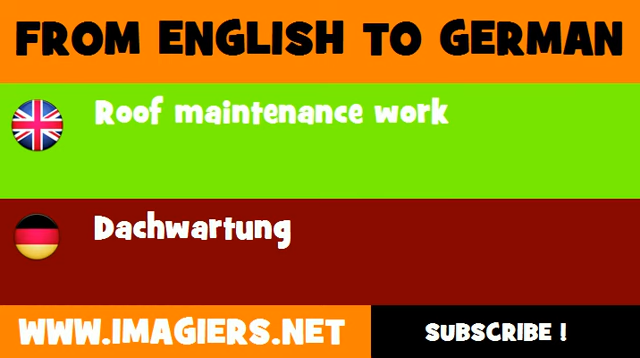 FROM ENGLISH TO GERMAN
Roof maintenance work
Dachwartung
WWW.IMAGIERS.NET
SUBSCRIBE !